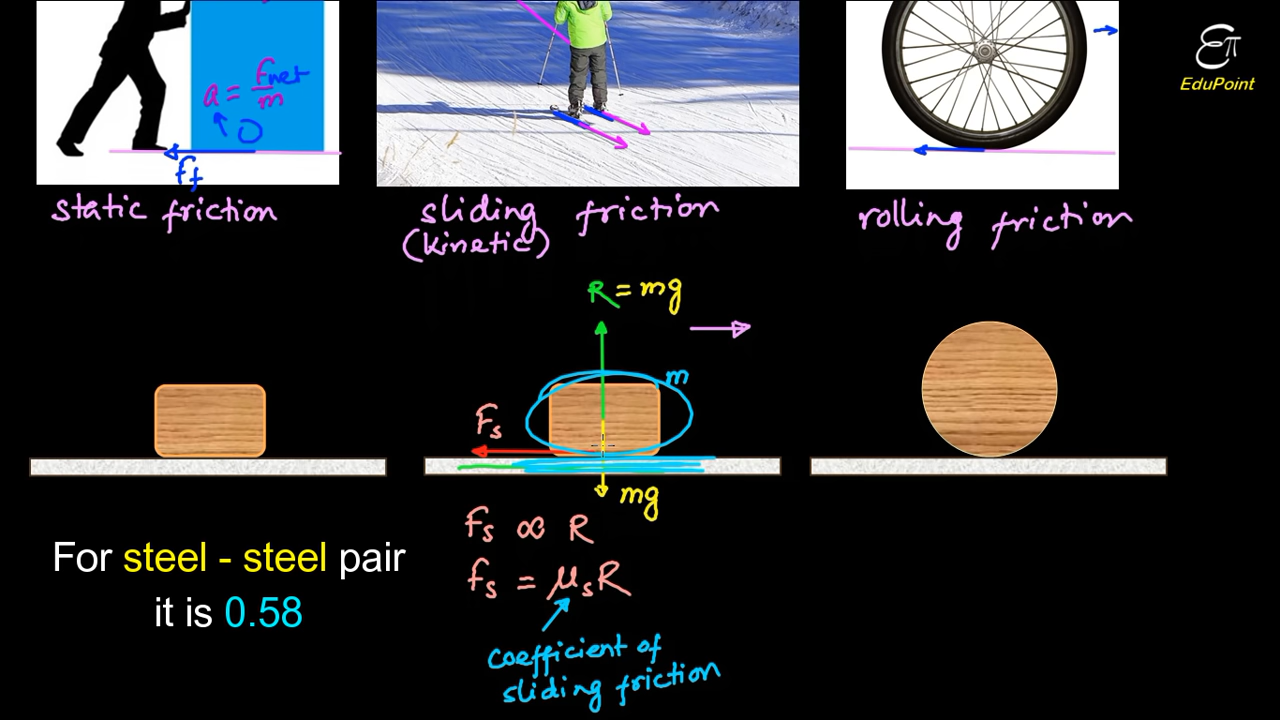 a = Fnet
m
0
Ff
επ
EduPoint
static friction
sliding friction
(kinetic)
rolling friction
R = mg
m
Fs
mg
Fs ∝ R
fs = μsR
For steel - steel pair
it is 0.58
coefficient of
sliding friction